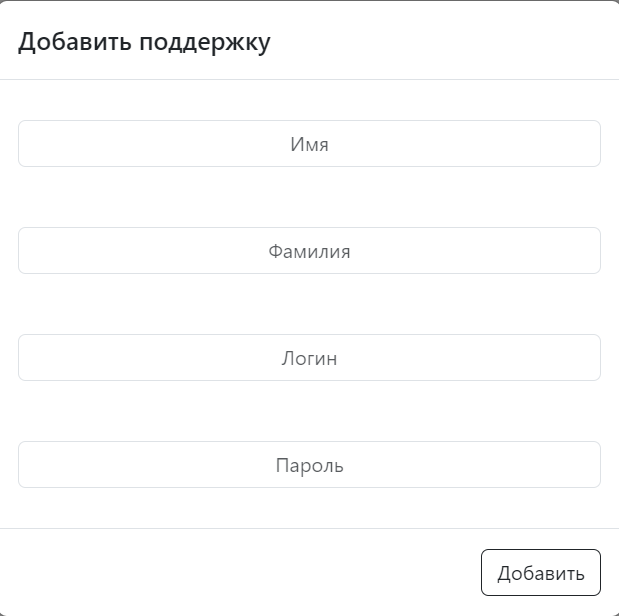 Добавить поддержку
Имя
Фамилия
Логин
Пароль
Добавить